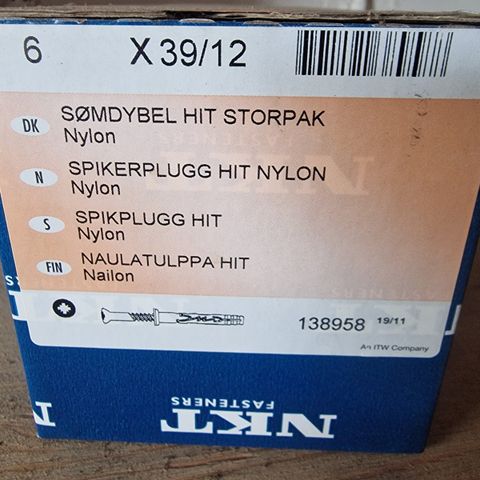 6 X 39/12
DK SØMDYBEL HIT STORPAK
Nylon
N SPIKERPLUGG HIT NYLON
Nylon
S SPIKPLUGG HIT
Nylon
FIN NAULATULPPA HIT
Nailon
138958 19/11
An ITW Company
FASTENERS
NKT